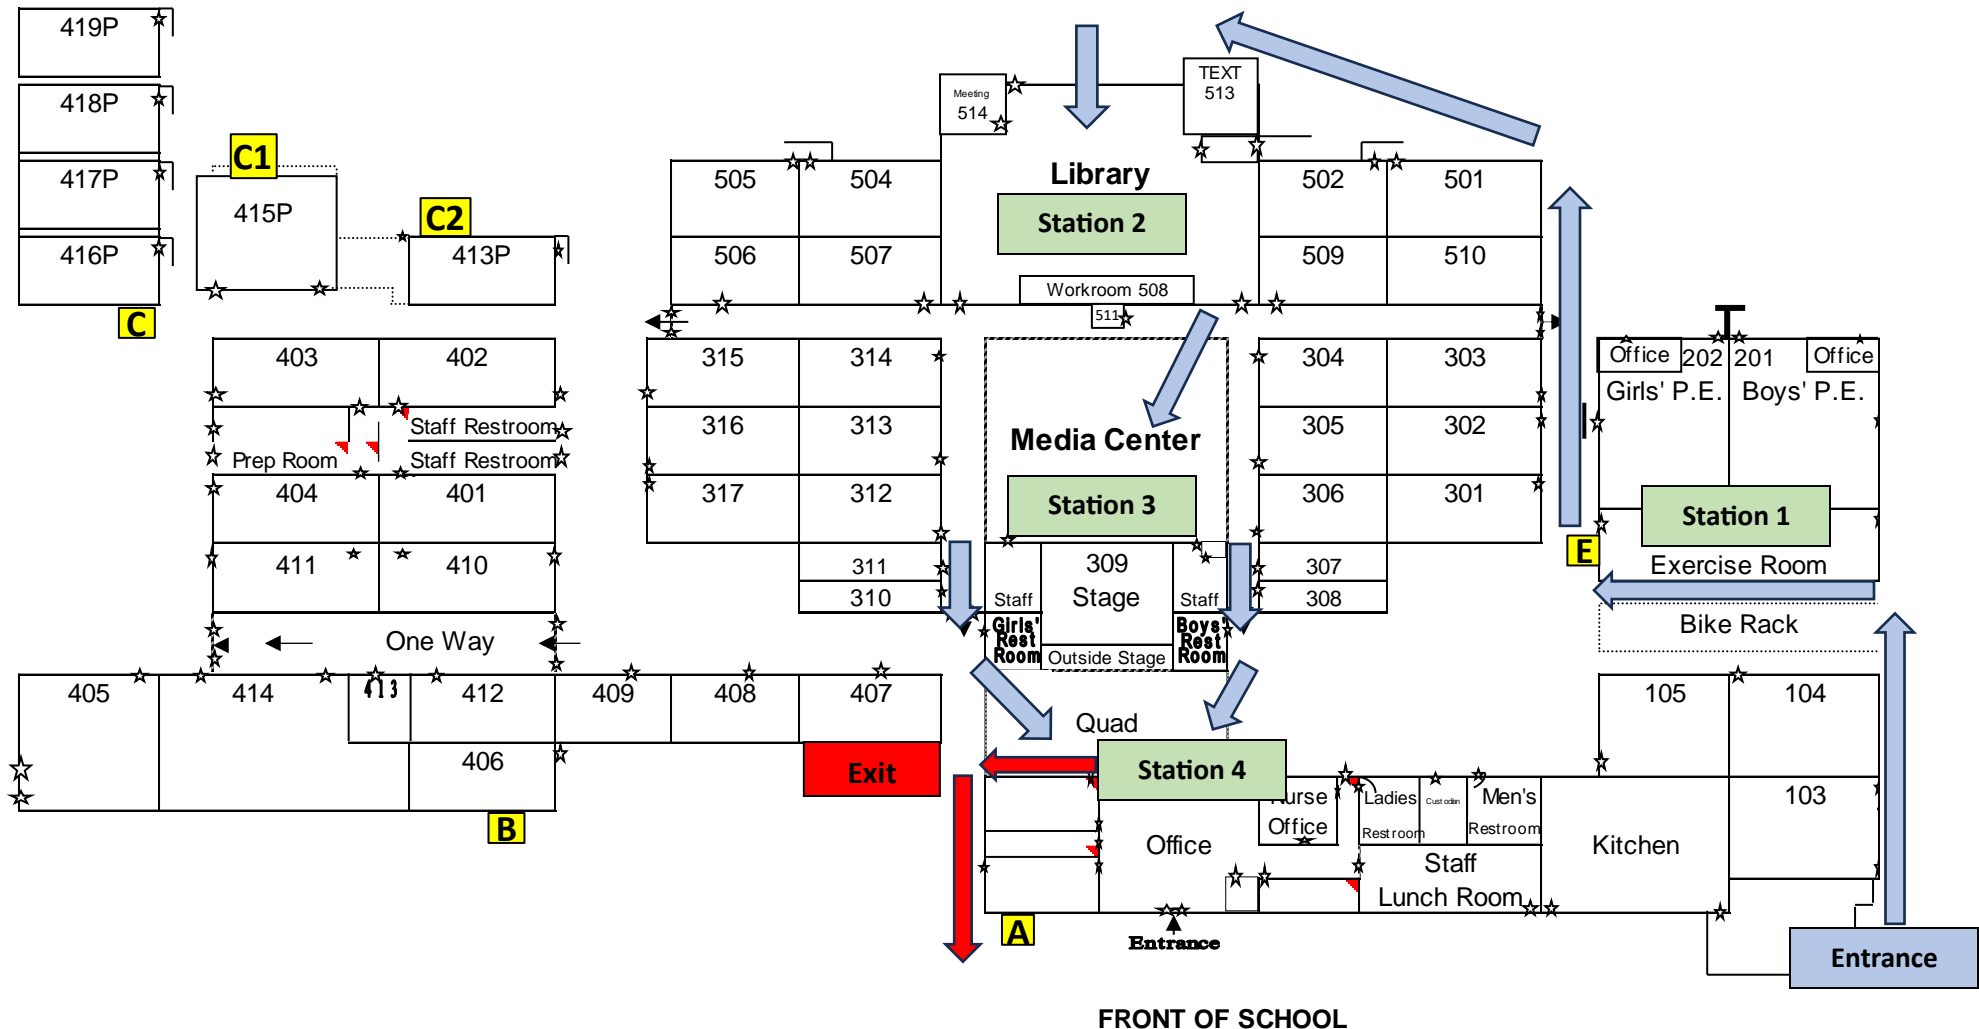 419P
418P
417P
416P
C
C1
415P
C2
413P
Meeting
514
TEXT
513
505
504
Library
502
501
Station 2
506
507
509
510
Workroom 508
511
403
402
Staff Restroom
Prep Room
Staff Restroom
404
401
411
410
One Way
405
414
413
412
409
408
407
406
B
Exit
315
314
316
313
317
312
311
310
Media Center
Station 3
309
Stage
Staff
Staff
Girls'
Rest
Room
Boys'
Rest
Room
Outside Stage
304
303
305
302
306
301
307
308
Office
202
201
Office
Girls' P.E.
Boys' P.E.
Station 1
E
Exercise Room
Bike Rack
Quad
Station 4
105
104
103
Nurse
Office
Ladies
Restroom
Custodian
Men's
Restroom
Office
Staff
Lunch Room
Kitchen
A
Entrance
Entrance
FRONT OF SCHOOL